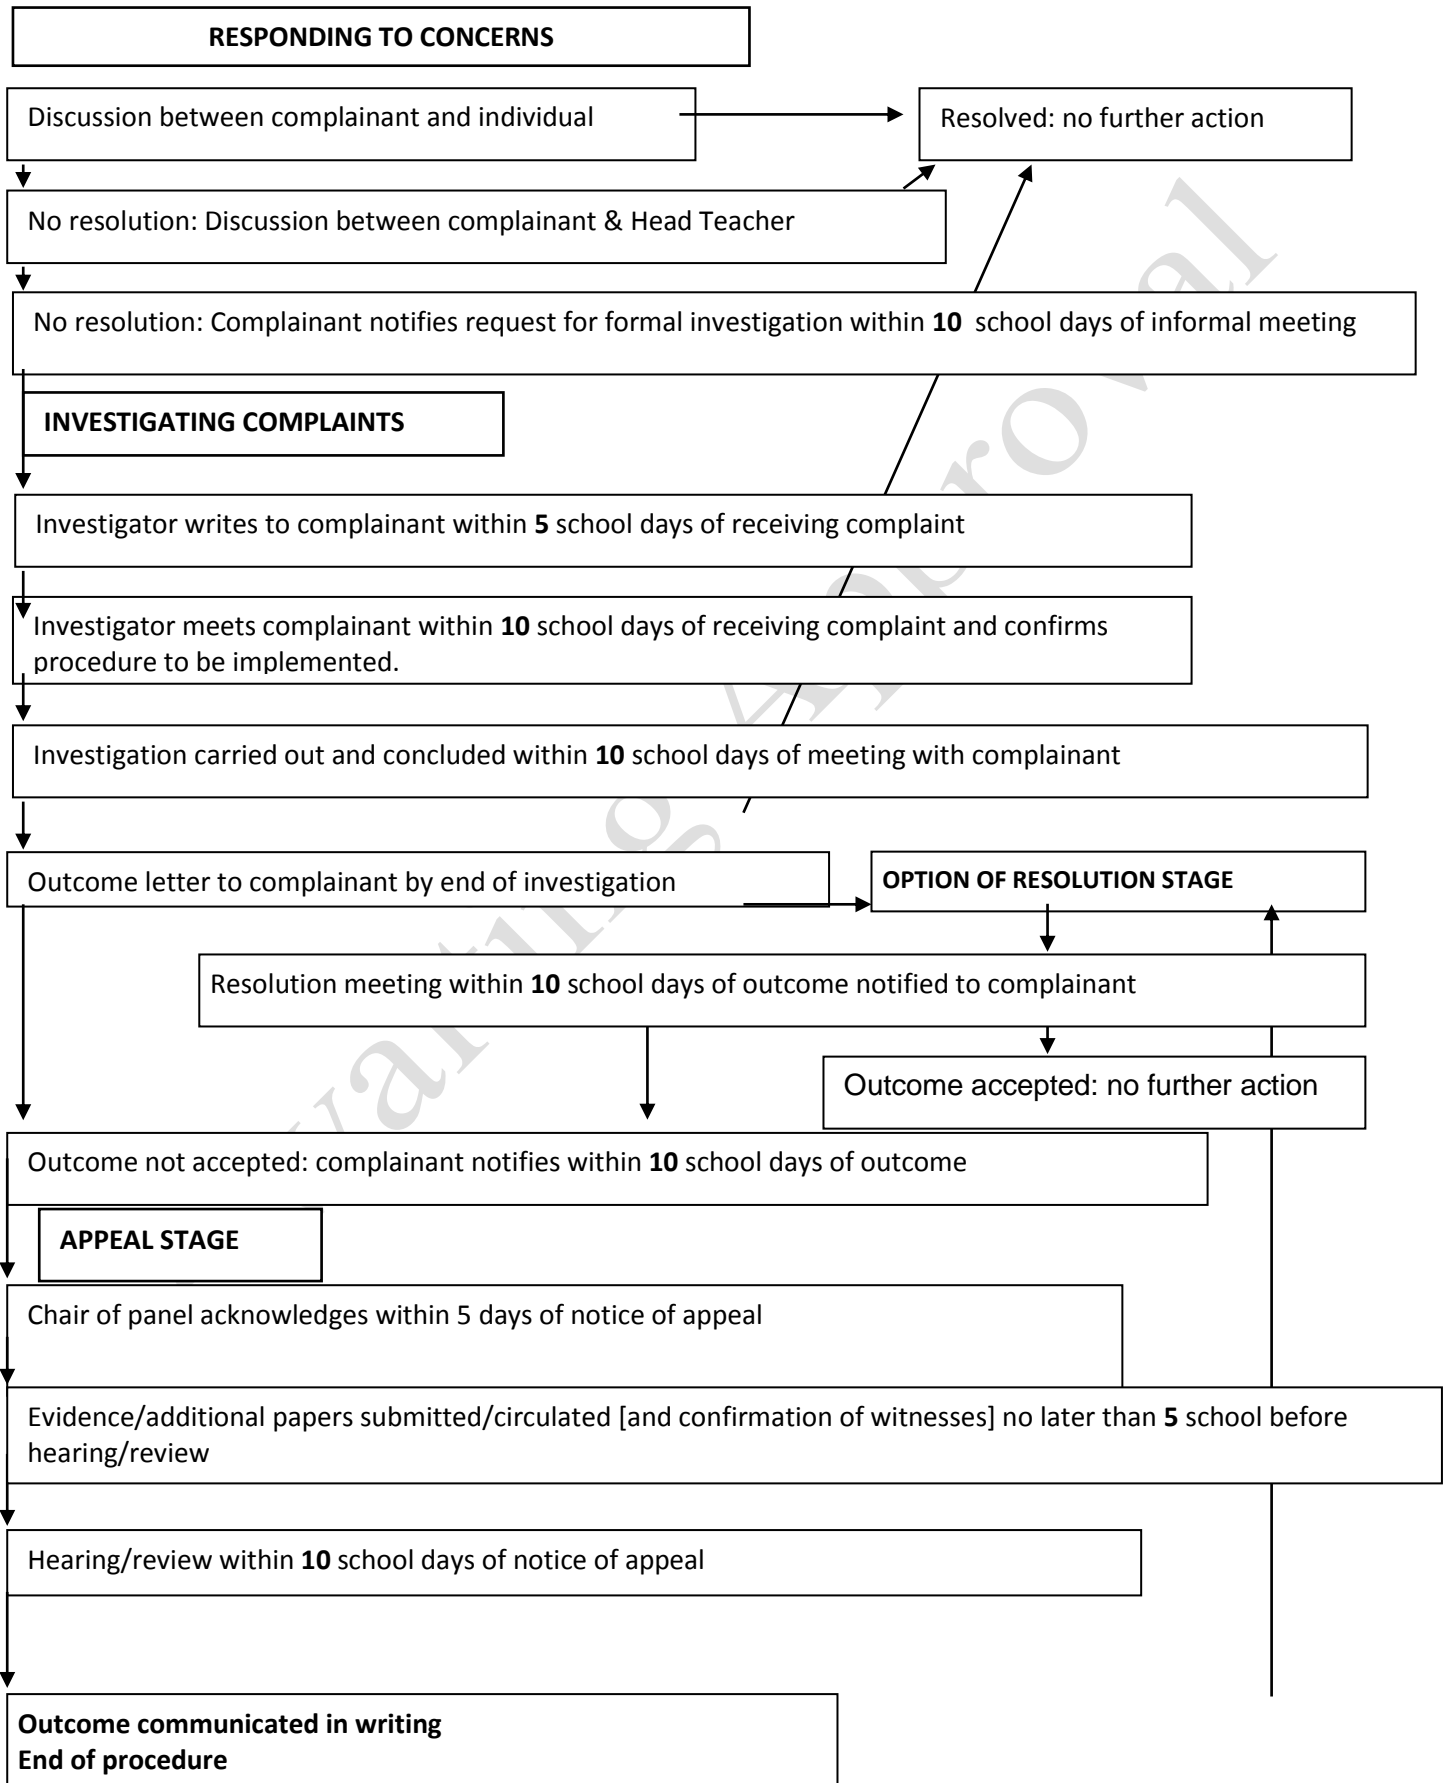 RESPONDING TO CONCERNS
Discussion between complainant and individual
Resolved: no further action
No resolution: Discussion between complainant & Head Teacher
No resolution: Complainant notifies request for formal investigation within 10 school days of informal meeting
INVESTIGATING COMPLAINTS
Investigator writes to complainant within 5 school days of receiving complaint
Investigator meets complainant within 10 school days of receiving complaint and confirms
procedure to be implemented.
Investigation carried out and concluded within 10 school days of meeting with complainant
Outcome letter to complainant by end of investigation
OPTION OF RESOLUTION STAGE
Resolution meeting within 10 school days of outcome notified to complainant
Outcome accepted: no further action
Outcome not accepted: complainant notifies within 10 school days of outcome
APPEAL STAGE
Chair of panel acknowledges within 5 days of notice of appeal
Evidence/additional papers submitted/circulated [and confirmation of witnesses] no later than 5 school before
hearing/review
Hearing/review within 10 school days of notice of appeal
Outcome communicated in writing
End of procedure